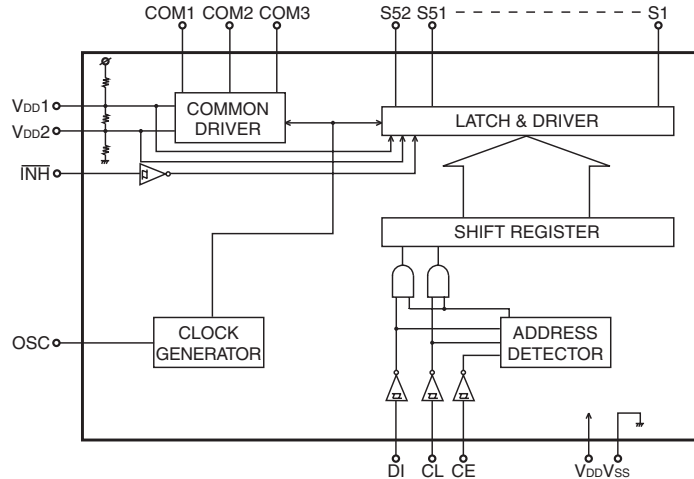 COM1 COM2 COM3 S52 S51 S1
VDD1
VDD2
INH
COMMON
DRIVER
LATCH & DRIVER
SHIFT REGISTER
OSC
CLOCK
GENERATOR
ADDRESS
DETECTOR
DI CL CE VDD VSS